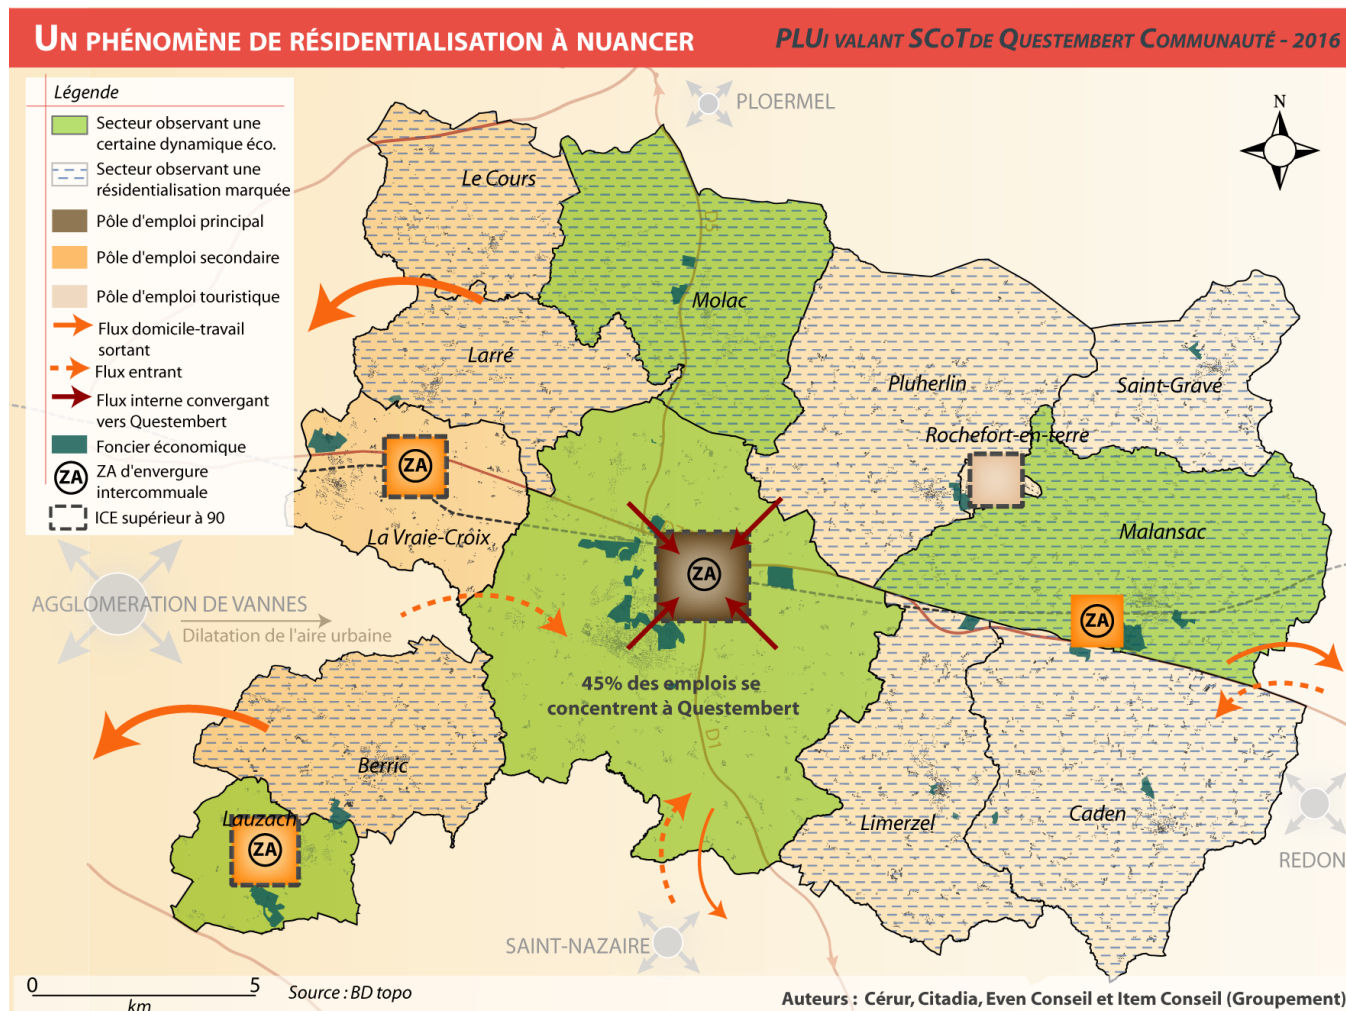 UN PHÉNOMÈNE DE RÉSIDENTIALISATION À NUANCER
PLUI VALANT SCOTDE QUESTEMBERT COMMUNAUTÉ - 2016
Légende
Secteur observant une
certaine dynamique éco.
Secteur observant une
résidentialisation marquée
Pôle d'emploi principal
Pôle d'emploi secondaire
Pôle d'emploi touristique
Flux domicile-travail
sortant
Flux entrant
Flux interne convergant
vers Questembert
Foncier économique
ZA
ZA d'envergure
intercommuale
ICE supérieur à 90
PLOERMEL
N
Le Cours
D5
Molac
Larré
Pluherlin
Saint-Gravé
Rochefort-en-terre
ZA
La Vraie-Croix
Malansac
ZA
AGGLOMERATION DE VANNES
Dilatation de l'aire urbaine
ZA
45% des emplois se
concentrent à Questembert
D1
Berric
Lauzach
ZA
Limerzel
Caden
REDON
SAINT-NAZAIRE
0 5
km
Source : BD topo
Auteurs : Cérur, Citadia, Even Conseil et Item Conseil (Groupement)